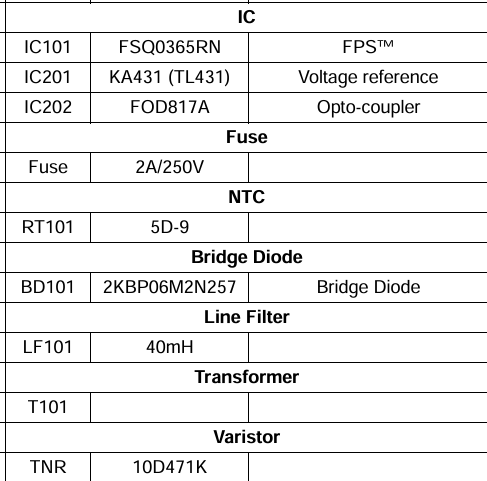 IC
IC101 FSQ0365RN FPS™
IC201 KA431 (TL431) Voltage reference
IC202 FOD817A Opto-coupler
Fuse
Fuse 2A/250V
NTC
RT101 5D-9
Bridge Diode
BD101 2KBP06M2N257 Bridge Diode
Line Filter
LF101 40mH
Transformer
T101
Varistor
TNR 10D471K